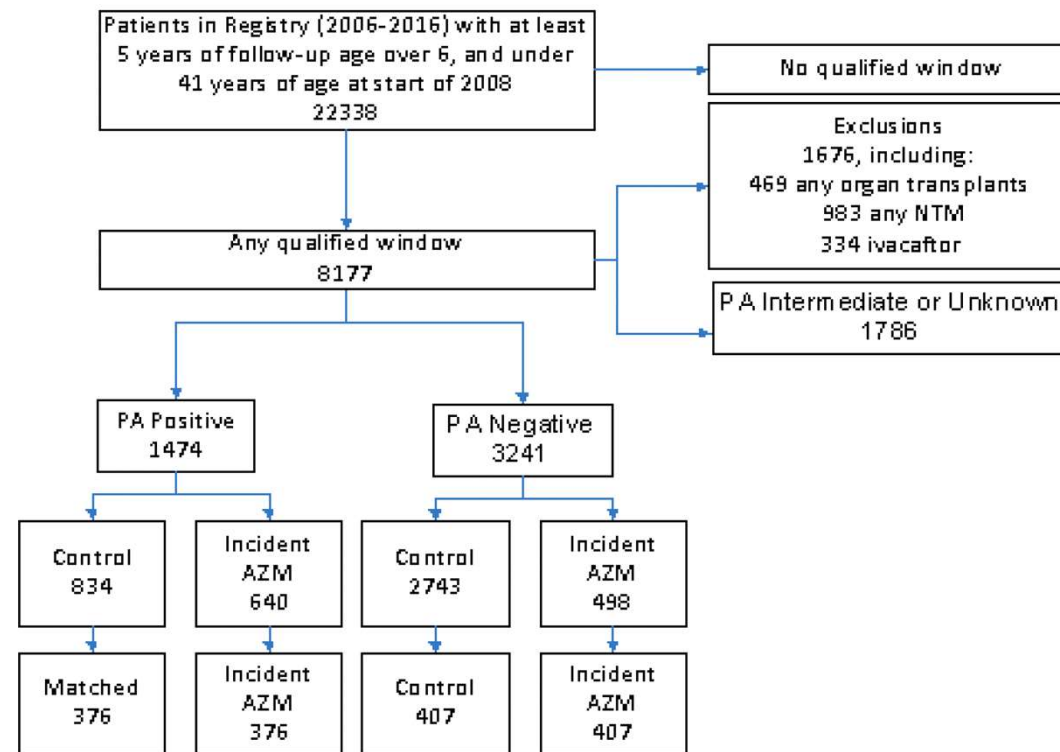 Patients in Registry (2006-2016) with at least
5 years of follow-up age over 6, and under
41 years of age at start of 2008
22338
No qualified window
Exclusions
1676, including:
469 any organ transplants
983 any NTM
334 ivacaftor
Any qualified window
8177
PA Intermediate or Unknown
1786
PA Positive
1474
PA Negative
3241
Control
834
Incident
AZM
640
Control
2743
Incident
AZM
498
Matched
376
Incident
AZM
376
Control
407
Incident
AZM
407